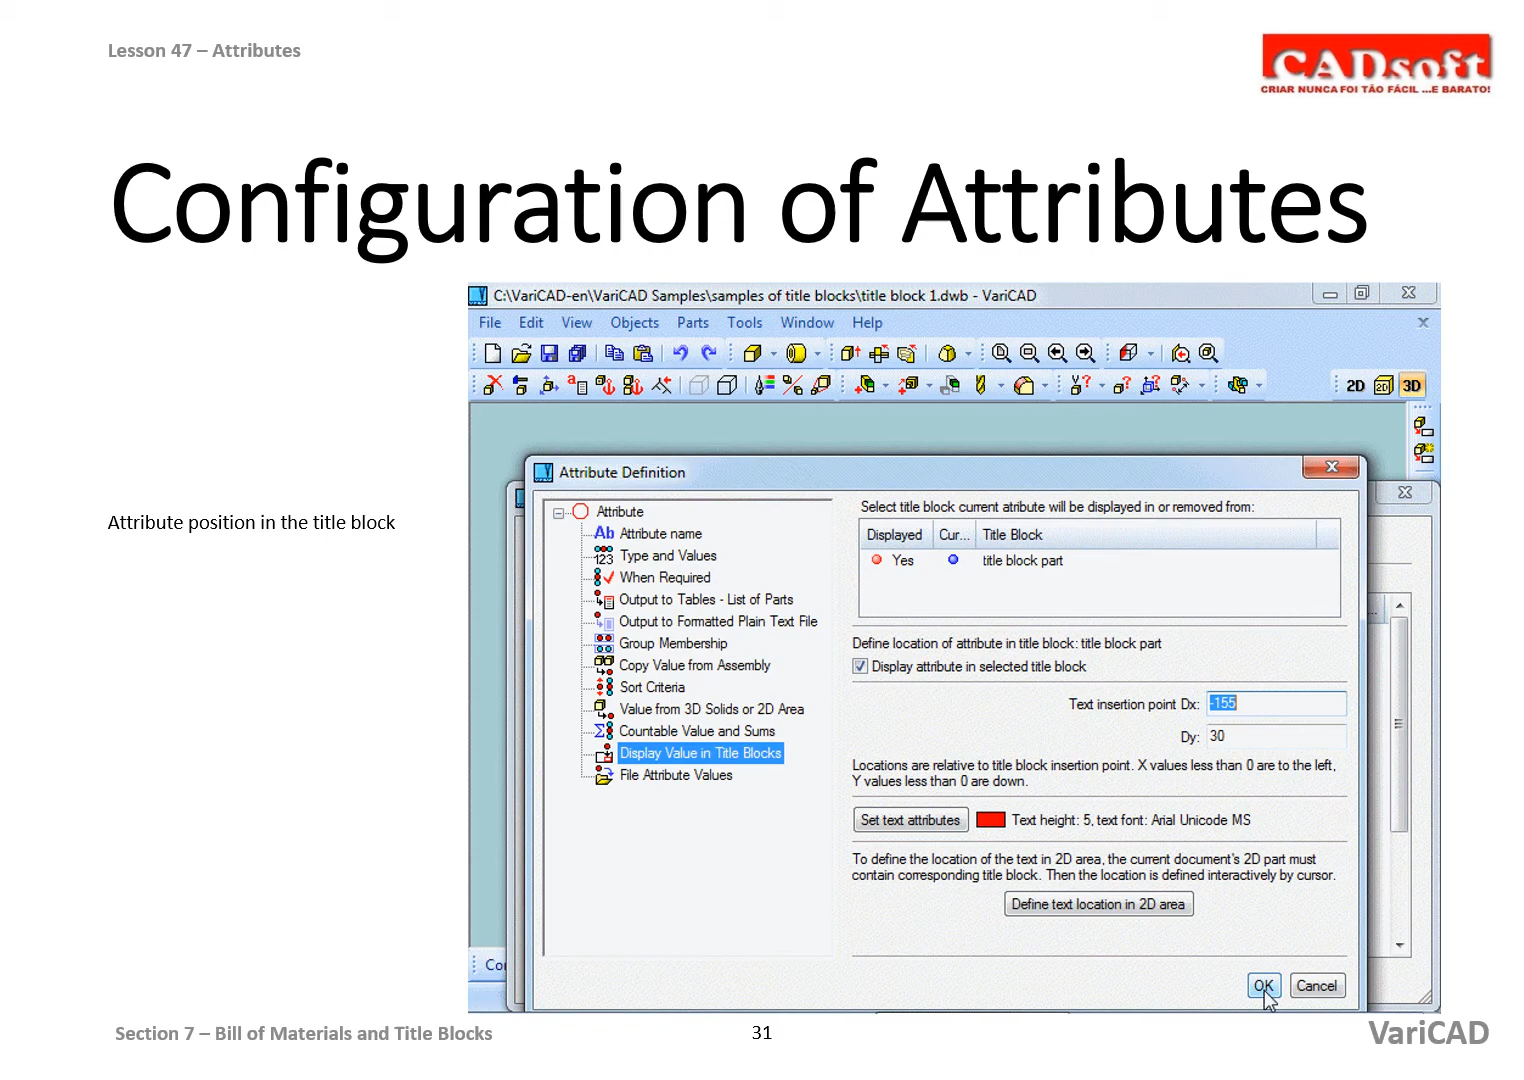 Lesson 47 – Attributes
CADsoft
CRIAR NUNCA FOI TÃO FÁCIL ...E BARATO!
Configuration of Attributes
Attribute position in the title block
C:\VariCAD-en\VariCAD Samples\samples of title blocks\title block 1.dwb - VariCAD
File Edit View Objects Parts Tools Window Help
2D 2D 3D
Attribute Definition
Attribute
Ab Attribute name
123 Type and Values
When Required
Output to Tables - List of Parts
Output to Formatted Plain Text File
Group Membership
Copy Value from Assembly
Sort Criteria
Value from 3D Solids or 2D Area
Countable Value and Sums
Display Value in Title Blocks
File Attribute Values
Select title block current atribute will be displayed in or removed from:
Displayed Cur... Title Block
Yes title block part
Define location of attribute in title block: title block part
Display attribute in selected title block
Text insertion point Dx: -155
Dy: 30
Locations are relative to title block insertion point. X values less than 0 are to the left,
Y values less than 0 are down.
Set text attributes Text height: 5, text font: Arial Unicode MS
To define the location of the text in 2D area, the current document's 2D part must
contain corresponding title block. Then the location is defined interactively by cursor.
Define text location in 2D area
OK Cancel
Section 7 – Bill of Materials and Title Blocks
31
VariCAD